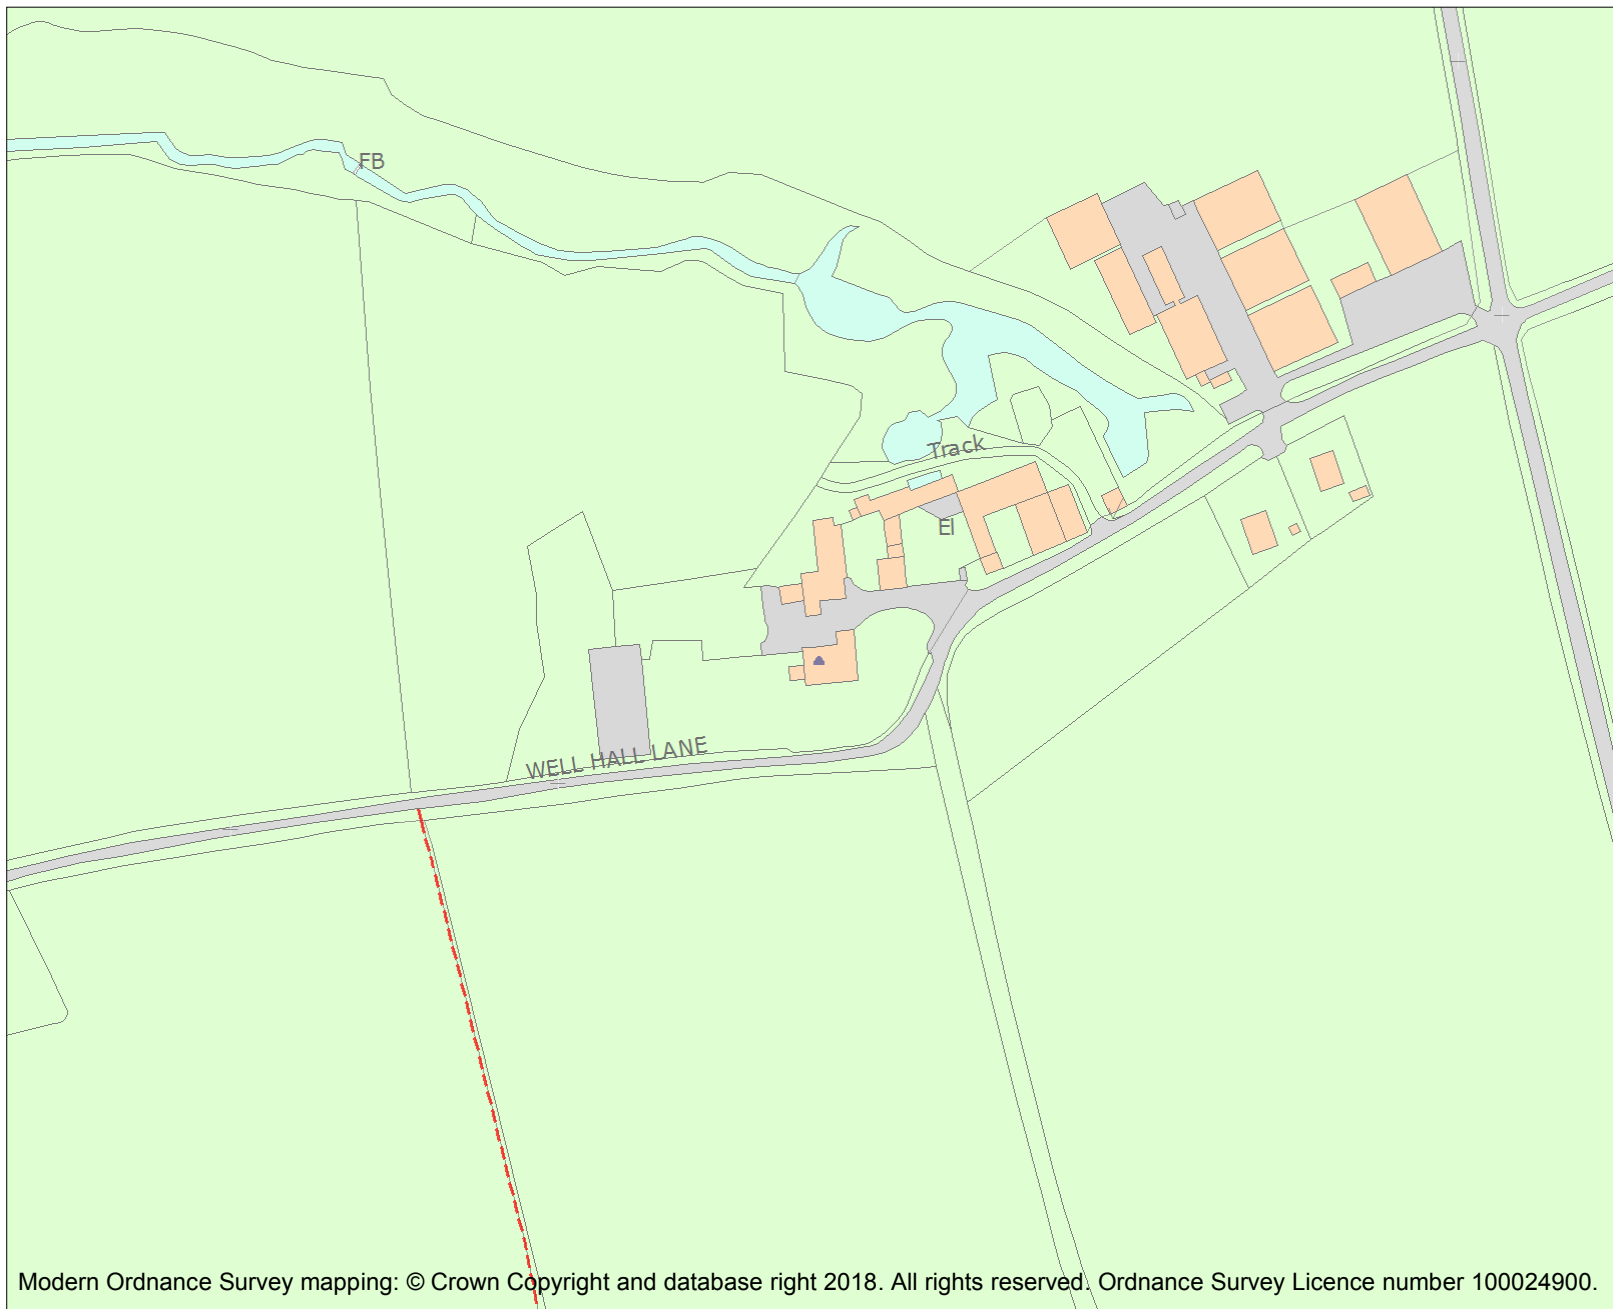 FB
Track
El
WELL HALL LANE
Modern Ordnance Survey mapping: © Crown Copyright and database right 2018. All rights reserved. Ordnance Survey Licence number 100024900.